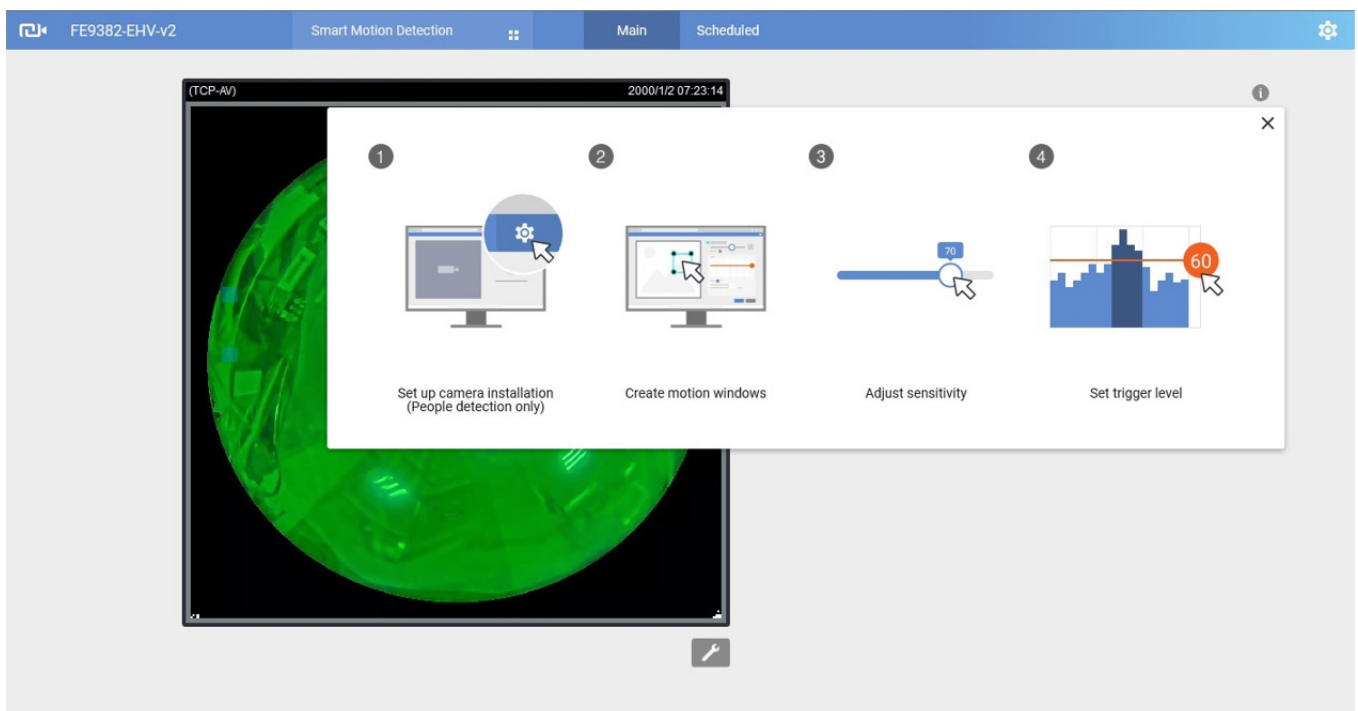 FE9382-EHV-v2
Smart Motion Detection
Main
Scheduled
(TCP-AV)
2000/1/2 07:23:14
1
2
3
4
70
60
Set up camera installation
(People detection only)
Create motion windows
Adjust sensitivity
Set trigger level